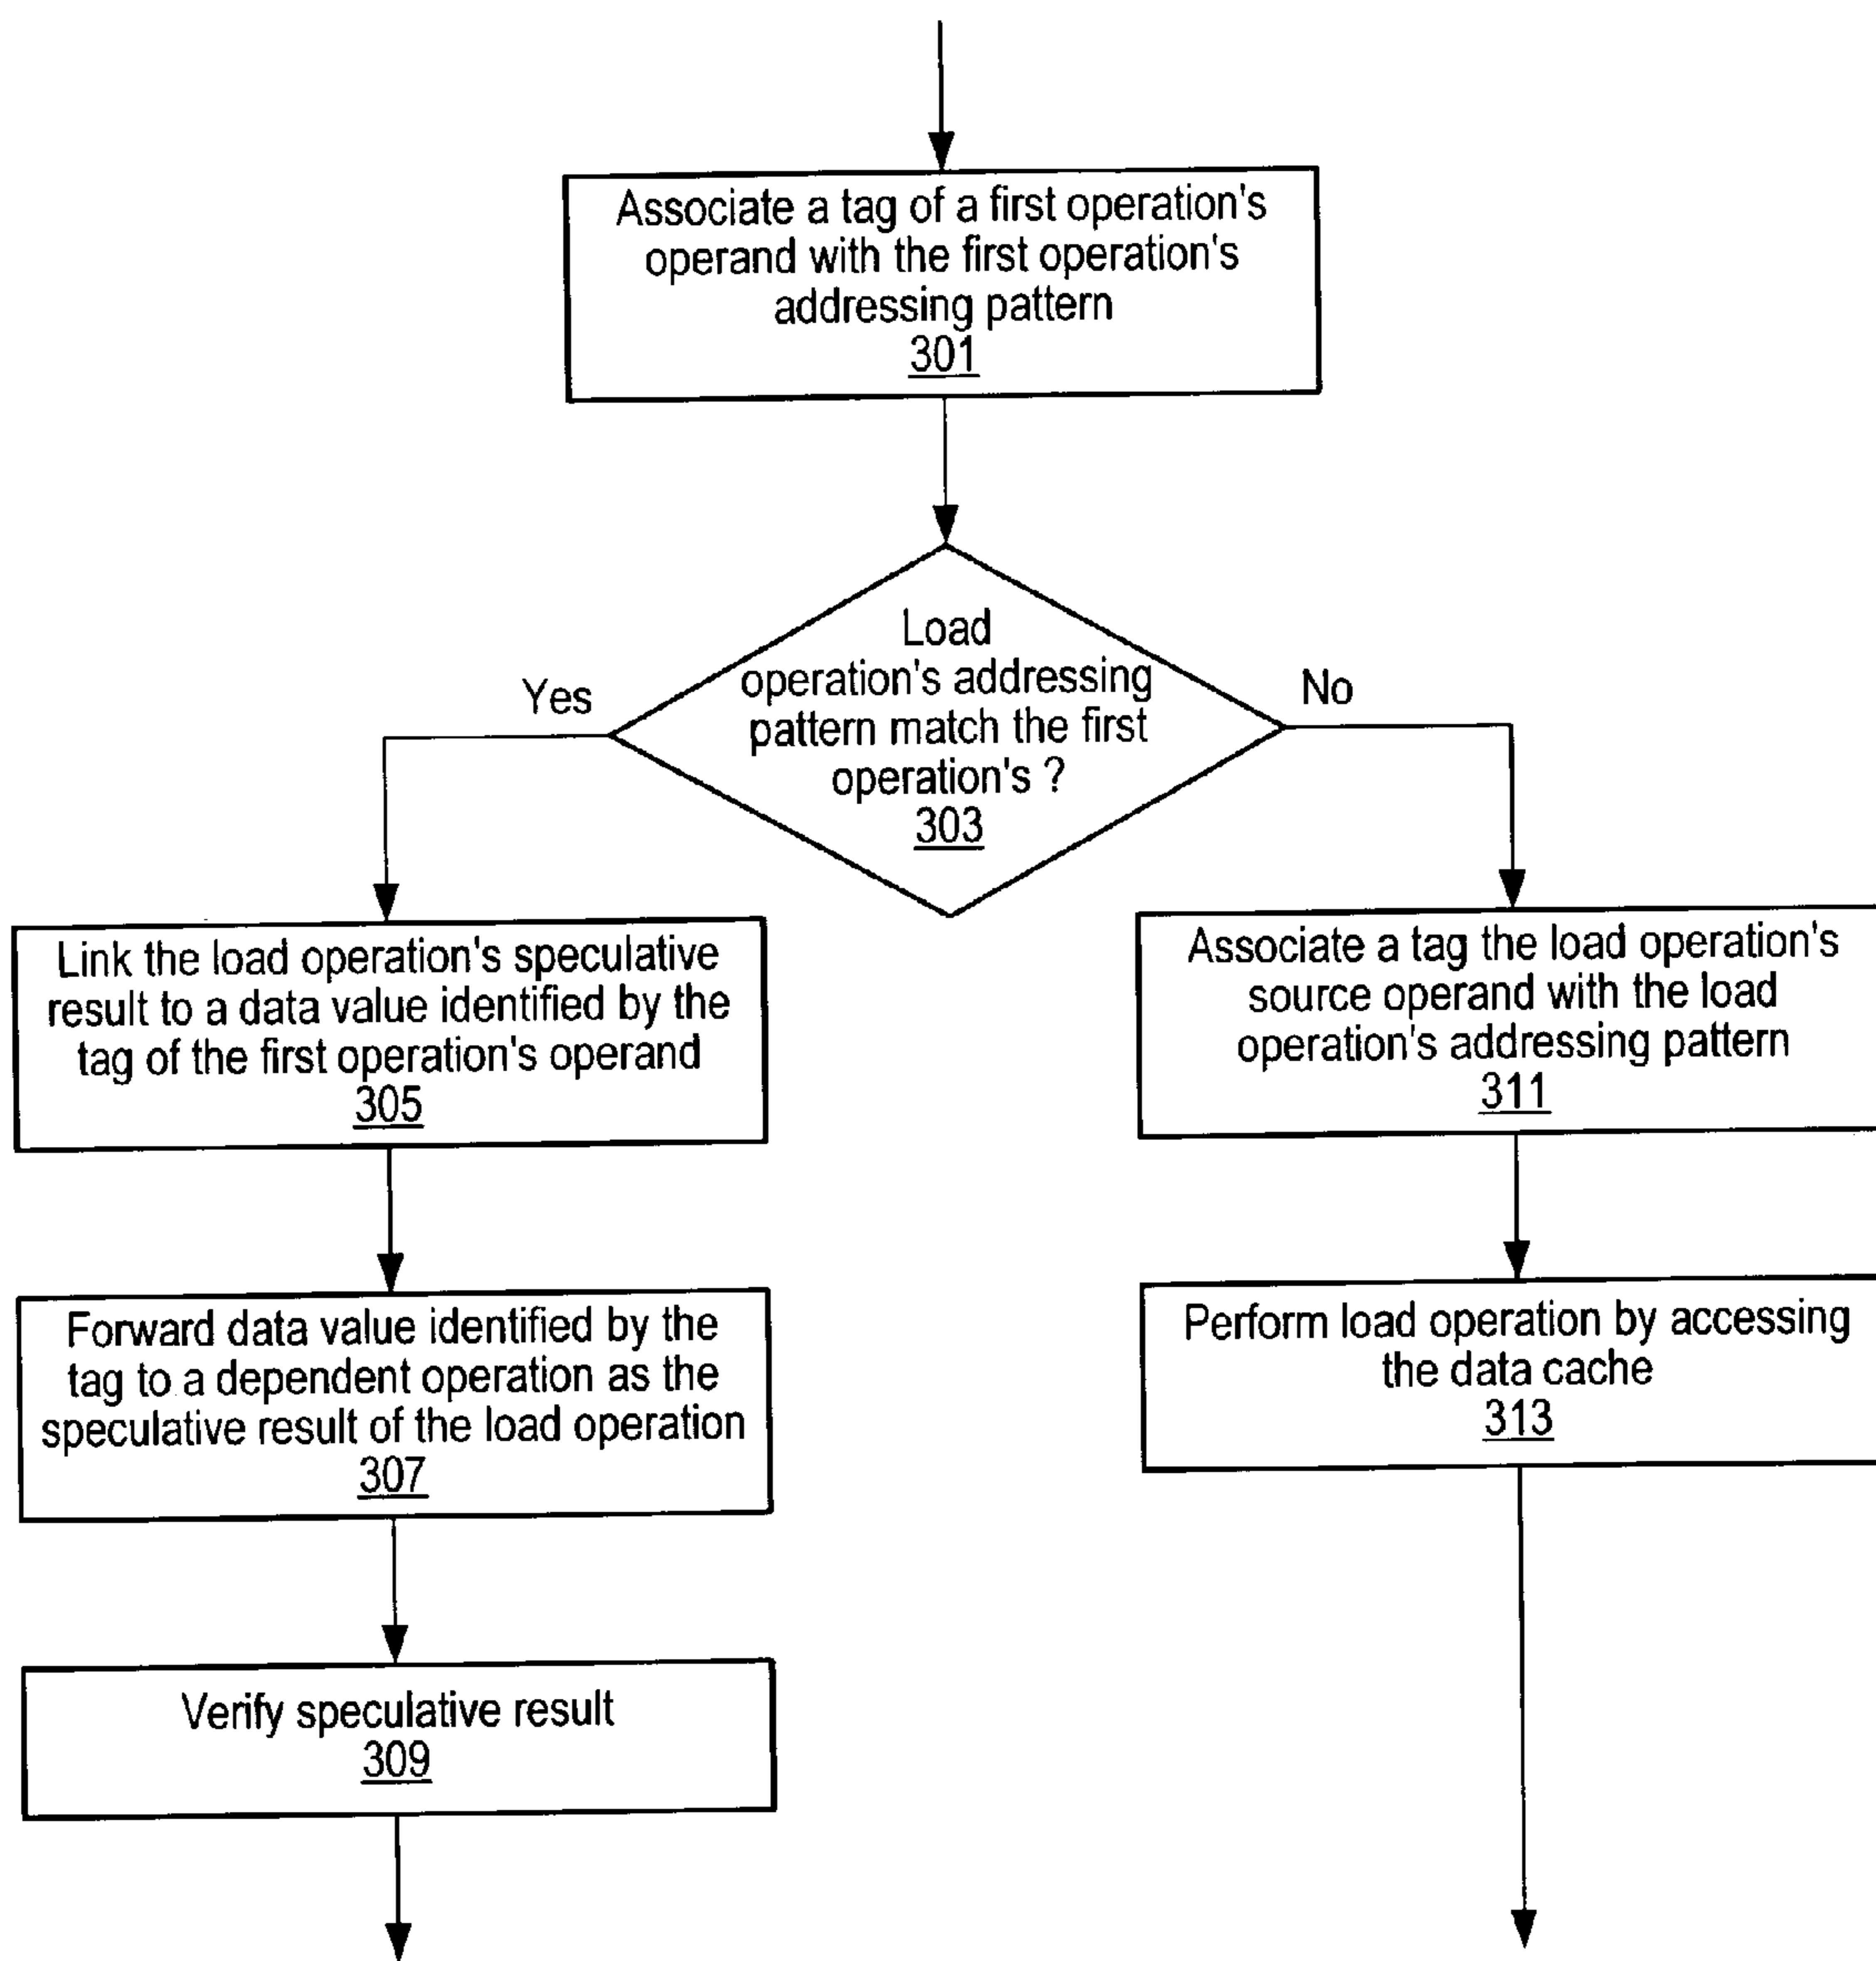 Associate a tag of a first operation's
operand with the first operation's
addressing pattern
301
Load
operation's addressing
pattern match the first
operation's ?
303
Yes
No
Link the load operation's speculative
result to a data value identified by the
tag of the first operation's operand
305
Forward data value identified by the
tag to a dependent operation as the
speculative result of the load operation
307
Verify speculative result
309
Associate a tag the load operation's
source operand with the load
operation's addressing pattern
311
Perform load operation by accessing
the data cache
313